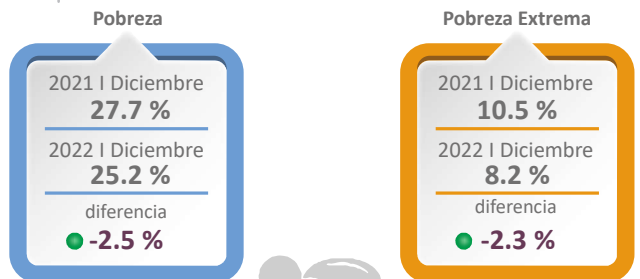 Pobreza
2021 I Diciembre
27.7 %
2022 I Diciembre
25.2 %
diferencia
-2.5 %
Pobreza Extrema
2021 I Diciembre
10.5 %
2022 I Diciembre
8.2 %
diferencia
-2.3 %